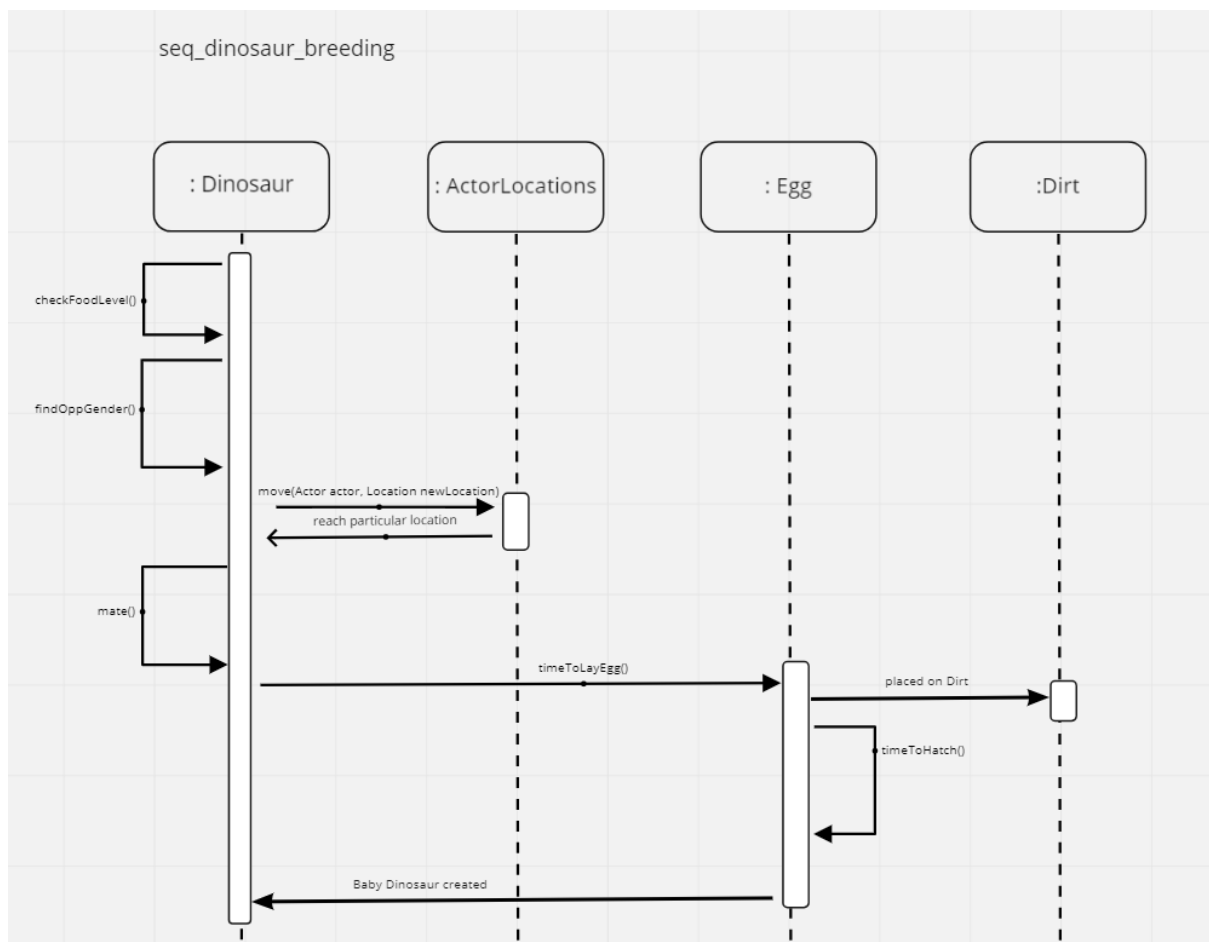 seq_dinosaur_breeding
: Dinosaur
: ActorLocations
: Egg
:Dirt
checkFoodLevel()
findOppGender()
move(Actor actor, Location newLocation)
reach particular location
mate()
timeToLayEgg()
placed on Dirt
timeToHatch()
Baby Dinosaur created